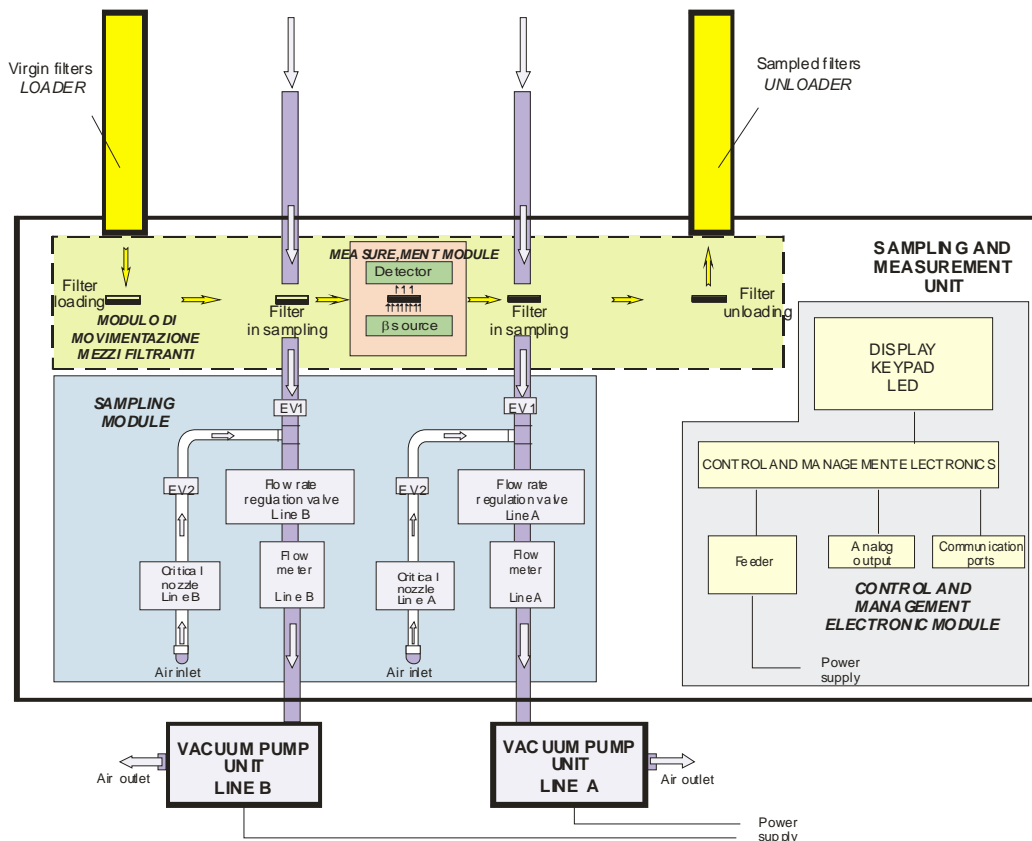 Virgin filters
LOADER
Sampled filters
UNLOADER
MEASURE,MENT MODULE
Detector
β source
Filter
loading
MODULO DI
MOVIMENTAZIONE
MEZZI FILTRANTI
Filter
in sampling
Filter
in sampling
Filter
unloading
SAMPLING AND
MEASUREMENT
UNIT
SAMPLING
MODULE
EV1
EV2
Flow rate
regulation valve
Line B
Critical
nozzle
Line B
Flow
meter
Line B
Air inlet
EV1
EV2
Flow rate
regulation valve
Line A
Critical
nozzle
Line A
Flow
meter
Line A
Air inlet
DISPLAY
KEYPAD
LED
CONTROL AND MANAGEMENT ELECTRONICS
Feeder
Analog
output
Communication
ports
CONTROL AND
MANAGEMENT
ELECTRONIC MODULE
Power
supply
VACUUM PUMP
UNIT
LINE B
Air outlet
VACUUM PUMP
UNIT
LINE A
Air outlet
Power
supply